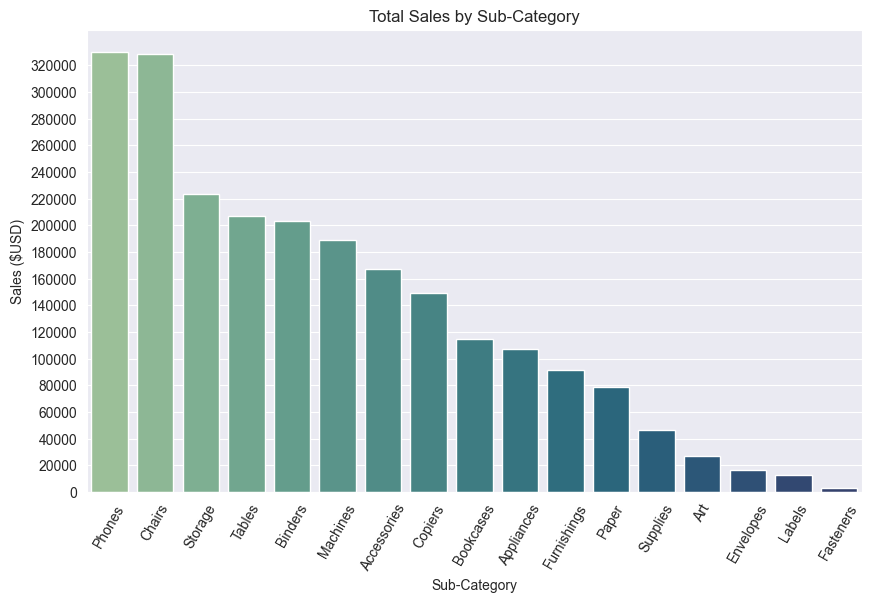 Total Sales by Sub-Category
Sales ($USD)
320000
300000
280000
260000
240000
220000
200000
180000
160000
140000
120000
100000
80000
60000
40000
20000
0
Phones
Chairs
Storage
Tables
Binders
Machines
Accessories
Copiers
Bookcases
Appliances
Furnishings
Paper
Supplies
Art
Envelopes
Labels
Fasteners
Sub-Category